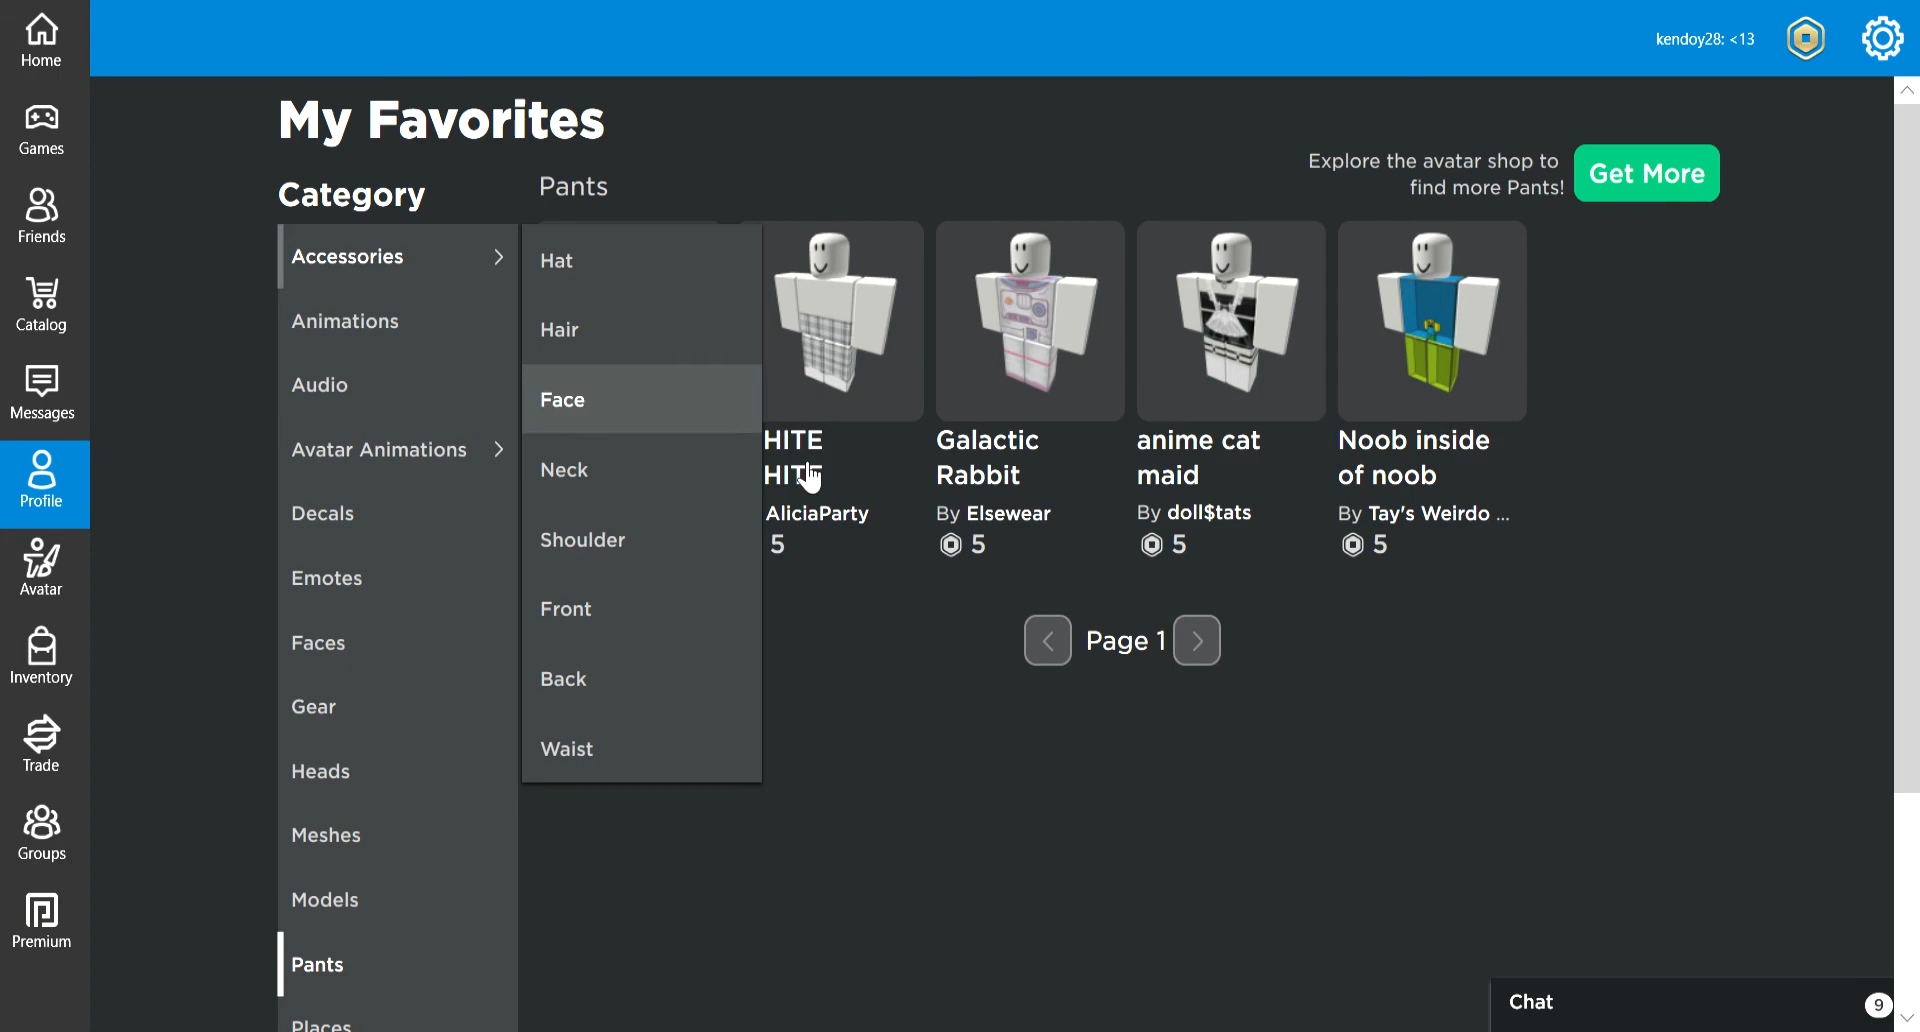 Home
Games
Friends
Catalog
Messages
Profile
Avatar
Inventory
Trade
Groups
Premium
kendoy28: <13
My Favorites
Category
Accessories
Animations
Audio
Avatar Animations
Decals
Emotes
Faces
Gear
Heads
Meshes
Models
Pants
Places
Hat
Hair
Face
Neck
Shoulder
Front
Back
Waist
Pants
Explore the avatar shop to
find more Pants!
Get More
HITE
HITE
AliciaParty
5
Galactic
Rabbit
By Elsewear
5
anime cat
maid
By doll$tats
5
Noob inside
of noob
By Tay's Weirdo ...
5
Page 1
Chat
9